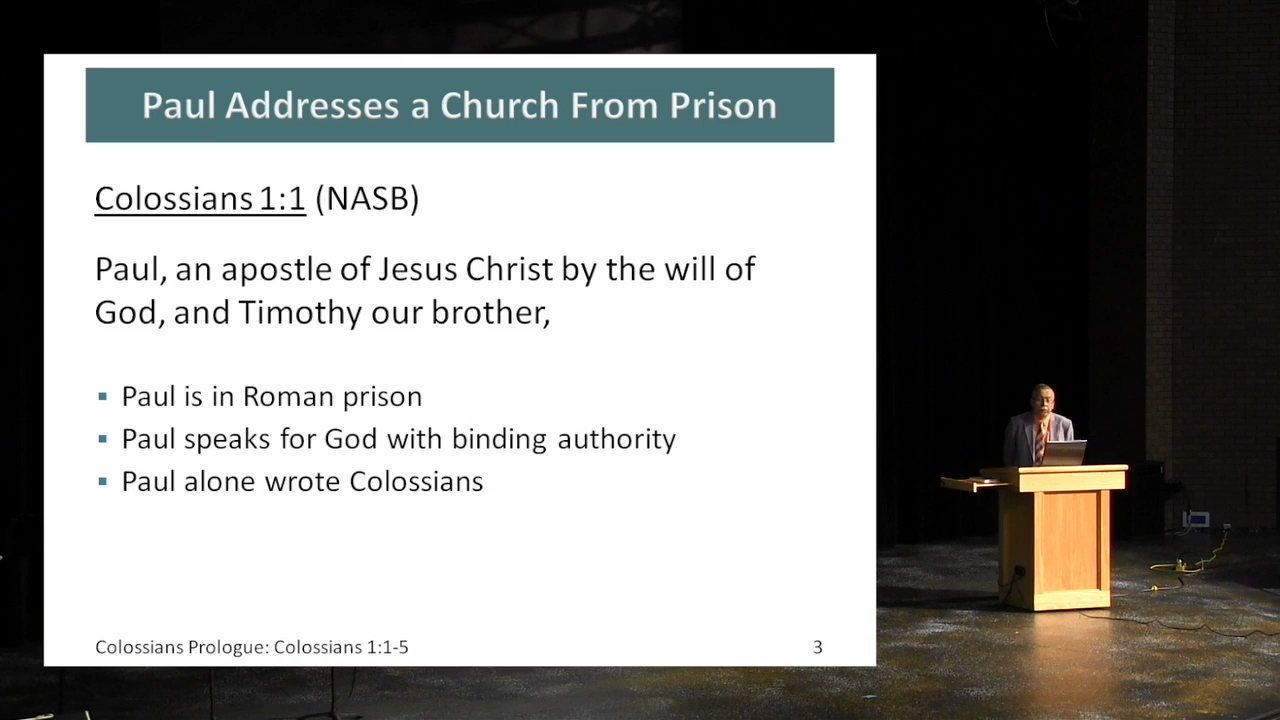 Paul Addresses a Church From Prison
Colossians 1:1 (NASB)
Paul, an apostle of Jesus Christ by the will of
God, and Timothy our brother,
▪ Paul is in Roman prison
▪ Paul speaks for God with binding authority
▪ Paul alone wrote Colossians
Colossians Prologue: Colossians 1:1-5 3